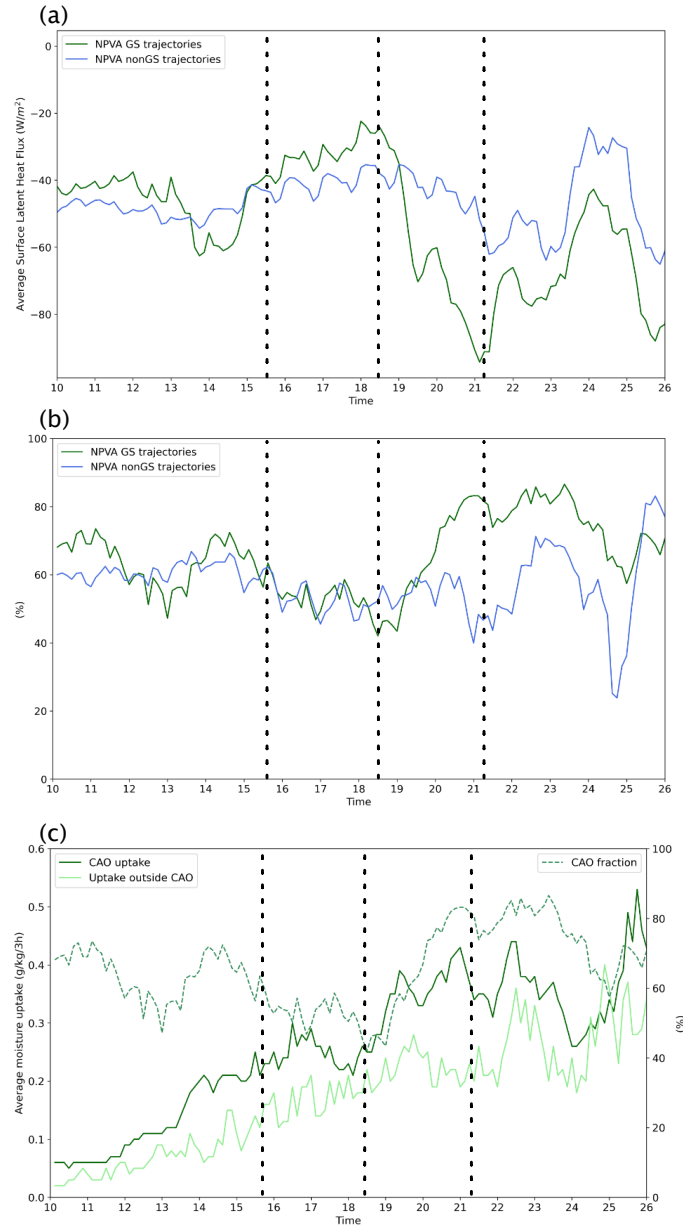 (a)
NPVA GS trajectories
NPVA nonGS trajectories
Average Surface Latent Heat Flux (W/m²)
0
−20
−40
−60
−80
10 11 12 13 14 15 16 17 18 19 20 21 22 23 24 25 26
Time
(b)
NPVA GS trajectories
NPVA nonGS trajectories
(%)
100
80
60
40
20
0
10 11 12 13 14 15 16 17 18 19 20 21 22 23 24 25 26
Time
(c)
CAO uptake
Uptake outside CAO
CAO fraction
Average moisture uptake (g/kg/3h)
0.6
0.5
0.4
0.3
0.2
0.1
0.0
100
80
60
40
20
0
(%)
10 11 12 13 14 15 16 17 18 19 20 21 22 23 24 25 26
Time